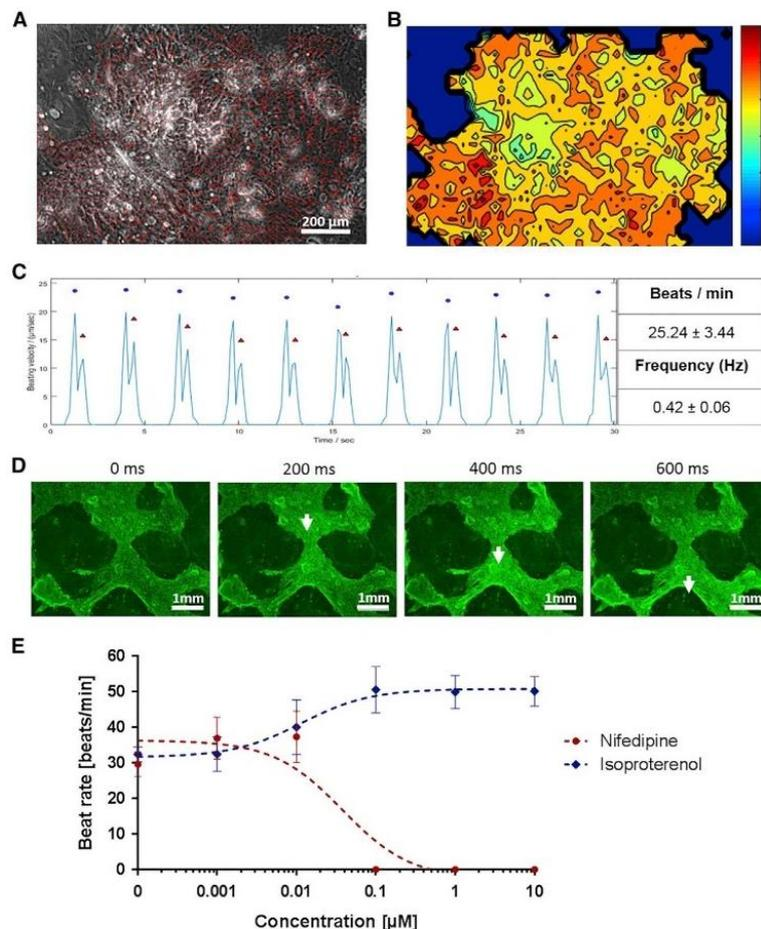 A
B
200 µm
C
25
20
15
10
5
0
Beating velocity / (µm/sec)
0
5
10
15
20
25
30
Time / sec
Beats / min
25.24 ± 3.44
Frequency (Hz)
0.42 ± 0.06
D
0 ms
200 ms
400 ms
600 ms
1mm
1mm
1mm
1mm
E
60
50
40
30
20
10
0
Beat rate [beats/min]
0
0.001
0.01
0.1
1
10
Concentration [µM]
Nifedipine
Isoproterenol